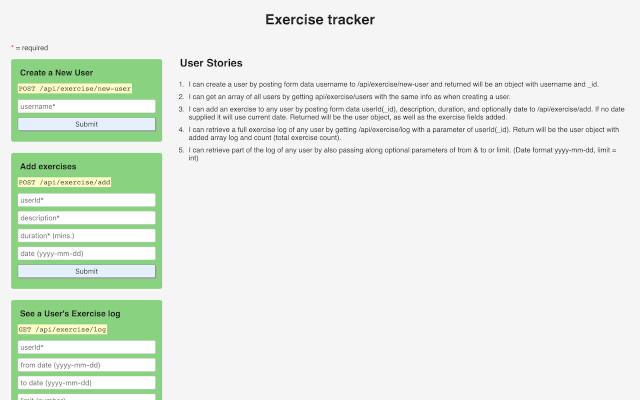 Exercise tracker
* = required
Create a New User
POST /api/exercise/new-user
username*
Submit
Add exercises
POST /api/exercise/add
userId*
description*
duration* (mins.)
date (yyyy-mm-dd)
Submit
See a User's Exercise log
GET /api/exercise/log
userId*
from date (yyyy-mm-dd)
to date (yyyy-mm-dd)
limit (number)
User Stories
1. I can create a user by posting form data username to /api/exercise/new-user and returned will be an object with username and _id.
2. I can get an array of all users by getting api/exercise/users with the same info as when creating a user.
3. I can add an exercise to any user by posting form data userId(_id), description, duration, and optionally date to /api/exercise/add. If no date
supplied it will use current date. Returned will be the user object, as well as the exercise fields added.
4. I can retrieve a full exercise log of any user by getting /api/exercise/log with a parameter of userId(_id). Return will be the user object with
added array log and count (total exercise count).
5. I can retrieve part of the log of any user by also passing along optional parameters of from & to or limit. (Date format yyyy-mm-dd, limit =
int)